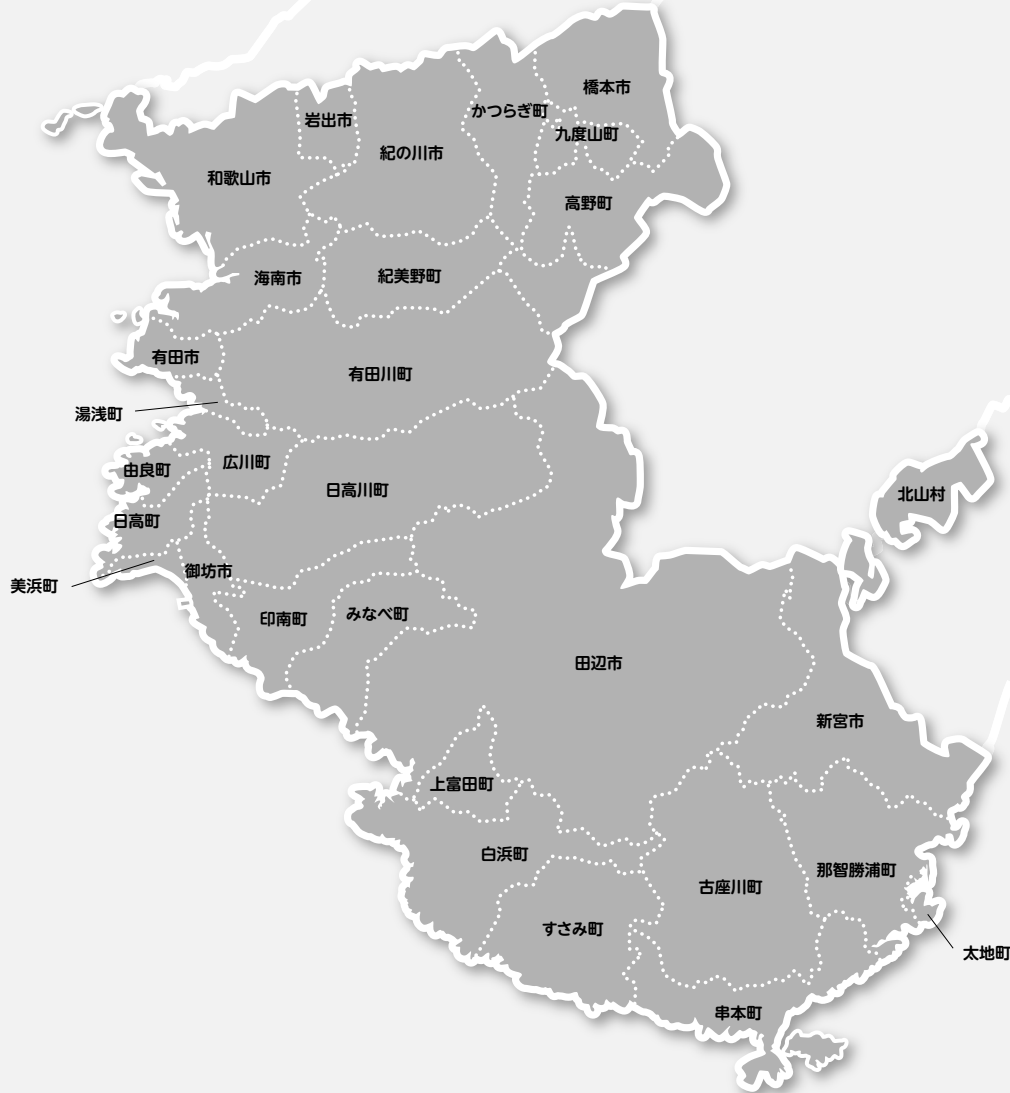 橋本市
かつらぎ町
岩出市
九度山町
紀の川市
和歌山市
高野町
海南市
紀美野町
有田市
有田川町
湯浅町
広川町
由良町
日高川町
北山村
日高町
御坊市
美浜町
印南町
みなべ町
田辺市
新宮市
上富田町
白浜町
那智勝浦町
古座川町
すさみ町
太地町
串本町